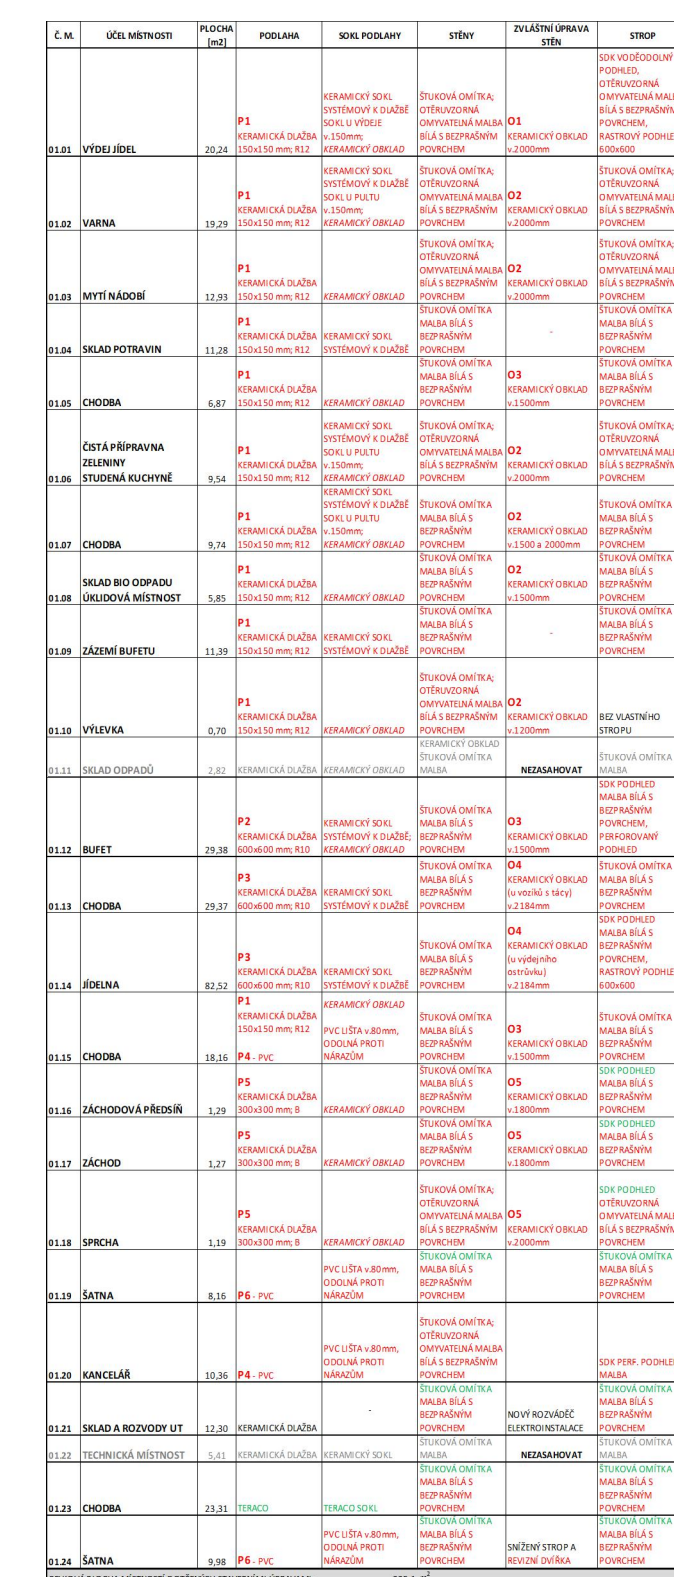 Č. M.
ÚČEL MÍSTNOSTI
PLOCHA
[m2]
PODLAHA
SOKL PODLAHY
STĚNY
ZVLÁŠTNÍ ÚPRAVA
STĚN
STROP
01.01
VÝDEJ JÍDEL
20,24
P1
KERAMICKÁ DLAŽBA
150x150 mm; R12
KERAMICKÝ SOKL
SYSTÉMOVÝ K DLAŽBĚ
SOKL U VÝDEJE
v.150mm;
KERAMICKÝ OBKLAD
ŠTUKOVÁ OMÍTKA;
OTĚRUVZORNÁ
OMYVATELNÁ MALBA
BÍLÁ S BEZPRAŠNÝM
POVRCHEM
O1
KERAMICKÝ OBKLAD
v.2000mm
SDK VODĚODOLNÝ
PODHLED,
OTĚRUVZORNÁ
OMYVATELNÁ MAL
BÍLÁ S BEZPRAŠNÝM
POVRCHEM,
RASTROVÝ PODHLE
600x600
01.02
VARNA
19,29
P1
KERAMICKÁ DLAŽBA
150x150 mm; R12
KERAMICKÝ SOKL
SYSTÉMOVÝ K DLAŽBĚ
SOKL U PULTU
v.150mm;
KERAMICKÝ OBKLAD
ŠTUKOVÁ OMÍTKA;
OTĚRUVZORNÁ
OMYVATELNÁ MALBA
BÍLÁ S BEZPRAŠNÝM
POVRCHEM
O2
KERAMICKÝ OBKLAD
v.2000mm
ŠTUKOVÁ OMÍTKA;
OTĚRUVZORNÁ
OMYVATELNÁ MAL
BÍLÁ S BEZPRAŠNÝM
POVRCHEM
01.03
MYTÍ NÁDOBÍ
12,93
P1
KERAMICKÁ DLAŽBA
150x150 mm; R12
KERAMICKÝ OBKLAD
ŠTUKOVÁ OMÍTKA;
OTĚRUVZORNÁ
OMYVATELNÁ MALBA
BÍLÁ S BEZPRAŠNÝM
POVRCHEM
O2
KERAMICKÝ OBKLAD
v.2000mm
ŠTUKOVÁ OMÍTKA;
OTĚRUVZORNÁ
OMYVATELNÁ MAL
BÍLÁ S BEZPRAŠNÝM
POVRCHEM
01.04
SKLAD POTRAVIN
11,28
P1
KERAMICKÁ DLAŽBA
150x150 mm; R12
KERAMICKÝ SOKL
SYSTÉMOVÝ K DLAŽBĚ
ŠTUKOVÁ OMÍTKA
MALBA BÍLÁ S
BEZPRAŠNÝM
POVRCHEM
-
ŠTUKOVÁ OMÍTKA
MALBA BÍLÁ S
BEZPRAŠNÝM
POVRCHEM
01.05
CHODBA
6,87
P1
KERAMICKÁ DLAŽBA
150x150 mm; R12
KERAMICKÝ OBKLAD
ŠTUKOVÁ OMÍTKA
MALBA BÍLÁ S
BEZPRAŠNÝM
POVRCHEM
O3
KERAMICKÝ OBKLAD
v.1500mm
ŠTUKOVÁ OMÍTKA
MALBA BÍLÁ S
BEZPRAŠNÝM
POVRCHEM
01.06
ČISTÁ PŘÍPRAVNA
ZELENINY
STUDENÁ KUCHYNĚ
9,54
P1
KERAMICKÁ DLAŽBA
150x150 mm; R12
KERAMICKÝ SOKL
SYSTÉMOVÝ K DLAŽBĚ
SOKL U PULTU
v.150mm;
KERAMICKÝ OBKLAD
ŠTUKOVÁ OMÍTKA;
OTĚRUVZORNÁ
OMYVATELNÁ MALBA
BÍLÁ S BEZPRAŠNÝM
POVRCHEM
O2
KERAMICKÝ OBKLAD
v.2000mm
ŠTUKOVÁ OMÍTKA;
OTĚRUVZORNÁ
OMYVATELNÁ MAL
BÍLÁ S BEZPRAŠNÝM
POVRCHEM
01.07
CHODBA
9,74
P1
KERAMICKÁ DLAŽBA
150x150 mm; R12
KERAMICKÝ SOKL
SYSTÉMOVÝ K DLAŽBĚ
SOKL U PULTU
v.150mm;
KERAMICKÝ OBKLAD
ŠTUKOVÁ OMÍTKA
MALBA BÍLÁ S
BEZPRAŠNÝM
POVRCHEM
O2
KERAMICKÝ OBKLAD
v.1500 a 2000mm
ŠTUKOVÁ OMÍTKA
MALBA BÍLÁ S
BEZPRAŠNÝM
POVRCHEM
01.08
SKLAD BIO ODPADU
ÚKLIDOVÁ MÍSTNOST
5,85
P1
KERAMICKÁ DLAŽBA
150x150 mm; R12
KERAMICKÝ OBKLAD
ŠTUKOVÁ OMÍTKA
MALBA BÍLÁ S
BEZPRAŠNÝM
POVRCHEM
O2
KERAMICKÝ OBKLAD
v.1500mm
ŠTUKOVÁ OMÍTKA
MALBA BÍLÁ S
BEZPRAŠNÝM
POVRCHEM
01.09
ZÁZEMÍ BUFETU
11,39
P1
KERAMICKÁ DLAŽBA
150x150 mm; R12
KERAMICKÝ SOKL
SYSTÉMOVÝ K DLAŽBĚ
ŠTUKOVÁ OMÍTKA
MALBA BÍLÁ S
BEZPRAŠNÝM
POVRCHEM
-
ŠTUKOVÁ OMÍTKA
MALBA BÍLÁ S
BEZPRAŠNÝM
POVRCHEM
01.10
VÝLEVKA
0,70
P1
KERAMICKÁ DLAŽBA
150x150 mm; R12
KERAMICKÝ OBKLAD
ŠTUKOVÁ OMÍTKA;
OTĚRUVZORNÁ
OMYVATELNÁ MALBA
BÍLÁ S BEZPRAŠNÝM
POVRCHEM
O2
KERAMICKÝ OBKLAD
v.1200mm
BEZ VLASTNÍHO
STROPU
01.11
SKLAD ODPADŮ
2,82
KERAMICKÁ DLAŽBA
KERAMICKÝ OBKLAD
KERAMICKÝ OBKLAD
ŠTUKOVÁ OMÍTKA
MALBA
NEZASAHOVAT
ŠTUKOVÁ OMÍTKA
MALBA
01.12
BUFET
29,38
P2
KERAMICKÁ DLAŽBA
600x600 mm; R10
KERAMICKÝ SOKL
SYSTÉMOVÝ K DLAŽBĚ;
KERAMICKÝ OBKLAD
ŠTUKOVÁ OMÍTKA
MALBA BÍLÁ S
BEZPRAŠNÝM
POVRCHEM
O3
KERAMICKÝ OBKLAD
v.1500mm
SDK PODHLED
MALBA BÍLÁ S
BEZPRAŠNÝM
POVRCHEM,
PERFOROVANÝ
PODHLED
01.13
CHODBA
29,37
P3
KERAMICKÁ DLAŽBA
600x600 mm; R10
KERAMICKÝ SOKL
SYSTÉMOVÝ K DLAŽBĚ
ŠTUKOVÁ OMÍTKA
MALBA BÍLÁ S
BEZPRAŠNÝM
POVRCHEM
O4
KERAMICKÝ OBKLAD
(u vozíků s tácy)
v.2184mm
ŠTUKOVÁ OMÍTKA
MALBA BÍLÁ S
BEZPRAŠNÝM
POVRCHEM
01.14
JÍDELNA
82,52
P3
KERAMICKÁ DLAŽBA
600x600 mm; R10
KERAMICKÝ SOKL
SYSTÉMOVÝ K DLAŽBĚ
ŠTUKOVÁ OMÍTKA
MALBA BÍLÁ S
BEZPRAŠNÝM
POVRCHEM
O4
KERAMICKÝ OBKLAD
(u výdejního
ostrůvku)
v.2184mm
SDK PODHLED
MALBA BÍLÁ S
BEZPRAŠNÝM
POVRCHEM,
RASTROVÝ PODHLE
600x600
01.15
CHODBA
18,16
P1
KERAMICKÁ DLAŽBA
150x150 mm; R12
P4 - PVC
KERAMICKÝ OBKLAD
PVC LIŠTA v.80mm,
ODOLNÁ PROTI
NÁRAZŮM
ŠTUKOVÁ OMÍTKA
MALBA BÍLÁ S
BEZPRAŠNÝM
POVRCHEM
O3
KERAMICKÝ OBKLAD
v.1500mm
ŠTUKOVÁ OMÍTKA
MALBA BÍLÁ S
BEZPRAŠNÝM
POVRCHEM
01.16
ZÁCHODOVÁ PŘEDSÍŇ
1,29
P5
KERAMICKÁ DLAŽBA
300x300 mm; B
KERAMICKÝ OBKLAD
ŠTUKOVÁ OMÍTKA
MALBA BÍLÁ S
BEZPRAŠNÝM
POVRCHEM
O5
KERAMICKÝ OBKLAD
v.1800mm
SDK PODHLED
MALBA BÍLÁ S
BEZPRAŠNÝM
POVRCHEM
01.17
ZÁCHOD
1,27
P5
KERAMICKÁ DLAŽBA
300x300 mm; B
KERAMICKÝ OBKLAD
ŠTUKOVÁ OMÍTKA
MALBA BÍLÁ S
BEZPRAŠNÝM
POVRCHEM
O5
KERAMICKÝ OBKLAD
v.1800mm
SDK PODHLED
MALBA BÍLÁ S
BEZPRAŠNÝM
POVRCHEM
01.18
SPRCHA
1,19
P5
KERAMICKÁ DLAŽBA
300x300 mm; B
KERAMICKÝ OBKLAD
ŠTUKOVÁ OMÍTKA;
OTĚRUVZORNÁ
OMYVATELNÁ MALBA
BÍLÁ S BEZPRAŠNÝM
POVRCHEM
O5
KERAMICKÝ OBKLAD
v.2000mm
SDK PODHLED
OTĚRUVZORNÁ
OMYVATELNÁ MAL
BÍLÁ S BEZPRAŠNÝM
POVRCHEM
01.19
ŠATNA
8,16
P6 - PVC
PVC LIŠTA v.80mm,
ODOLNÁ PROTI
NÁRAZŮM
ŠTUKOVÁ OMÍTKA
MALBA BÍLÁ S
BEZPRAŠNÝM
POVRCHEM
ŠTUKOVÁ OMÍTKA
MALBA BÍLÁ S
BEZPRAŠNÝM
POVRCHEM
01.20
KANCELÁŘ
10,36
P4 - PVC
PVC LIŠTA v.80mm,
ODOLNÁ PROTI
NÁRAZŮM
ŠTUKOVÁ OMÍTKA;
OTĚRUVZORNÁ
OMYVATELNÁ MALBA
BÍLÁ S BEZPRAŠNÝM
POVRCHEM
SDK PERF. PODHLE
MALBA
01.21
SKLAD A ROZVODY UT
12,30
KERAMICKÁ DLAŽBA
-
ŠTUKOVÁ OMÍTKA
MALBA BÍLÁ S
BEZPRAŠNÝM
POVRCHEM
NOVÝ ROZVÁDĚČ
ELEKTROINSTALACE
ŠTUKOVÁ OMÍTKA
MALBA BÍLÁ S
BEZPRAŠNÝM
POVRCHEM
01.22
TECHNICKÁ MÍSTNOST
5,41
KERAMICKÁ DLAŽBA
KERAMICKÝ SOKL
ŠTUKOVÁ OMÍTKA
MALBA
NEZASAHOVAT
ŠTUKOVÁ OMÍTKA
MALBA
01.23
CHODBA
23,31
TERACO
TERACO SOKL
ŠTUKOVÁ OMÍTKA
MALBA BÍLÁ S
BEZPRAŠNÝM
POVRCHEM
ŠTUKOVÁ OMÍTKA
MALBA BÍLÁ S
BEZPRAŠNÝM
POVRCHEM
01.24
ŠATNA
9,98
P6 - PVC
PVC LIŠTA v.80mm,
ODOLNÁ PROTI
NÁRAZŮM
ŠTUKOVÁ OMÍTKA
MALBA BÍLÁ S
BEZPRAŠNÝM
POVRCHEM
SNÍŽENÝ STROP A
REVIZNÍ DVÍŘKA
ŠTUKOVÁ OMÍTKA
MALBA BÍLÁ S
BEZPRAŠNÝM
POVRCHEM